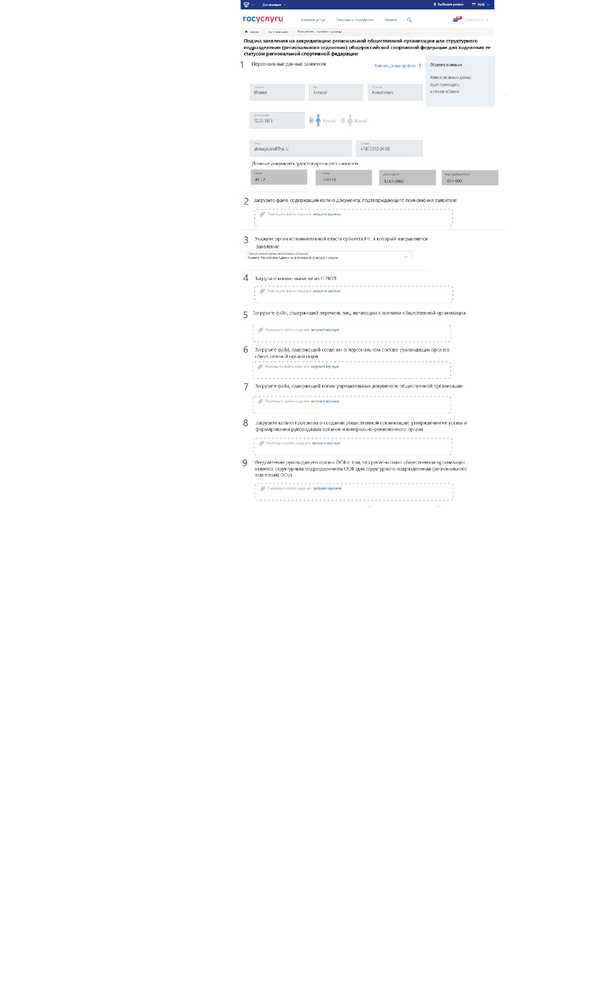 Для граждан
Выберите регион
RUS
госуслуги
Каталог услуг
Помощь и поддержка
Оплата
Главная
Категории услуг
Присвоение спортивного разряда
Подача заявления на аккредитацию региональной общественной организации или структурного
подразделения (регионального отделения) общероссийской спортивной федерации для наделения ее
статусом региональной спортивной федерации
1 Персональные данные заявителя
Изменить данные профиля ?
Обратите внимание
Изменение личных данных
будет происходить
в личном кабинете
Фамилия
Иванов
Имя
Алексей
Отчество
Николаевич
Дата рождения
12.02.1978
Мужской
Женский
E-mail
alekseyivanoff@ya.ru
Телефон
+7(877)212-34-56
Данные документа, удостоверяющего личность
Серия
45 12
Номер
124578
Дата выдачи
12.07.2002
Код подразделения
001-003
2 Загрузите файл, содержащий копию документа, подтверждающего полномочия заявителя
Перетащите файлы сюда или загрузите вручную
3 Укажите орган исполнительной власти субъекта РФ, в который направляется
заявление
Наименование органа исполнительной власти
Комитет Республики Адыгея по физической культуре и спорту
4 Загрузите копию выписки из ЕГРЮЛ
Перетащите файлы сюда или загрузите вручную
5 Загрузите файл, содержащий перечень лиц, являющихся членами общественной организации
Перетащите файлы сюда или загрузите вручную
6 Загрузите файл, содержащий сведения о персональном составе руководящих органов
общественной организации
Перетащите файлы сюда или загрузите вручную
7 Загрузите файл, содержащий копии учредительных документов общественной организации
Перетащите файлы сюда или загрузите вручную
8 Загрузите копию протокола о создании общественной организации, утверждении ее устава и
формировании руководящих органов и контрольно-ревизионного органа
Перетащите файлы сюда или загрузите вручную
9 Уведомление руководящего органа ОСФ о том, что региональная общественная организация
является структурным подразделением ОСФ (для структурного подразделения (регионального
отделения) ОСФ)
Перетащите файлы сюда или загрузите вручную